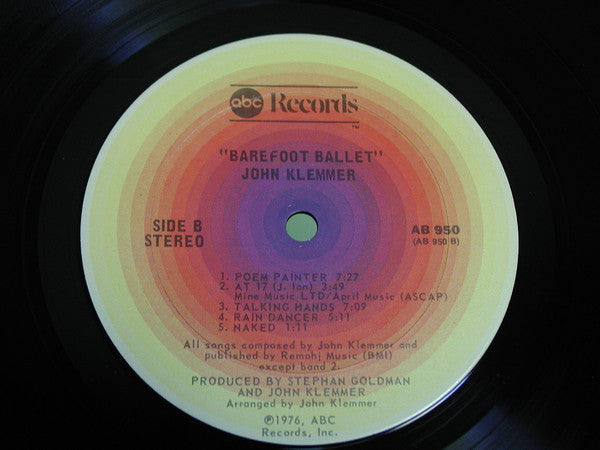 abc Records
TM
"BAREFOOT BALLET"
JOHN KLEMMER
SIDE B
STEREO
AB 950
(AB 950 B)
1. POEM PAINTER 7:27
2. AT 17 (J. Ian) 3:49
Mine Music LTD/April Music (ASCAP)
3. TALKING HANDS 7:09
4. RAIN DANCER 5:11
5. NAKED 1:11
All songs composed by John Klemmer and
published by Remohj Music (BMI)
except band 2.
PRODUCED BY STEPHAN GOLDMAN
AND JOHN KLEMMER
Arranged by John Klemmer
℗1976, ABC
Records, Inc.